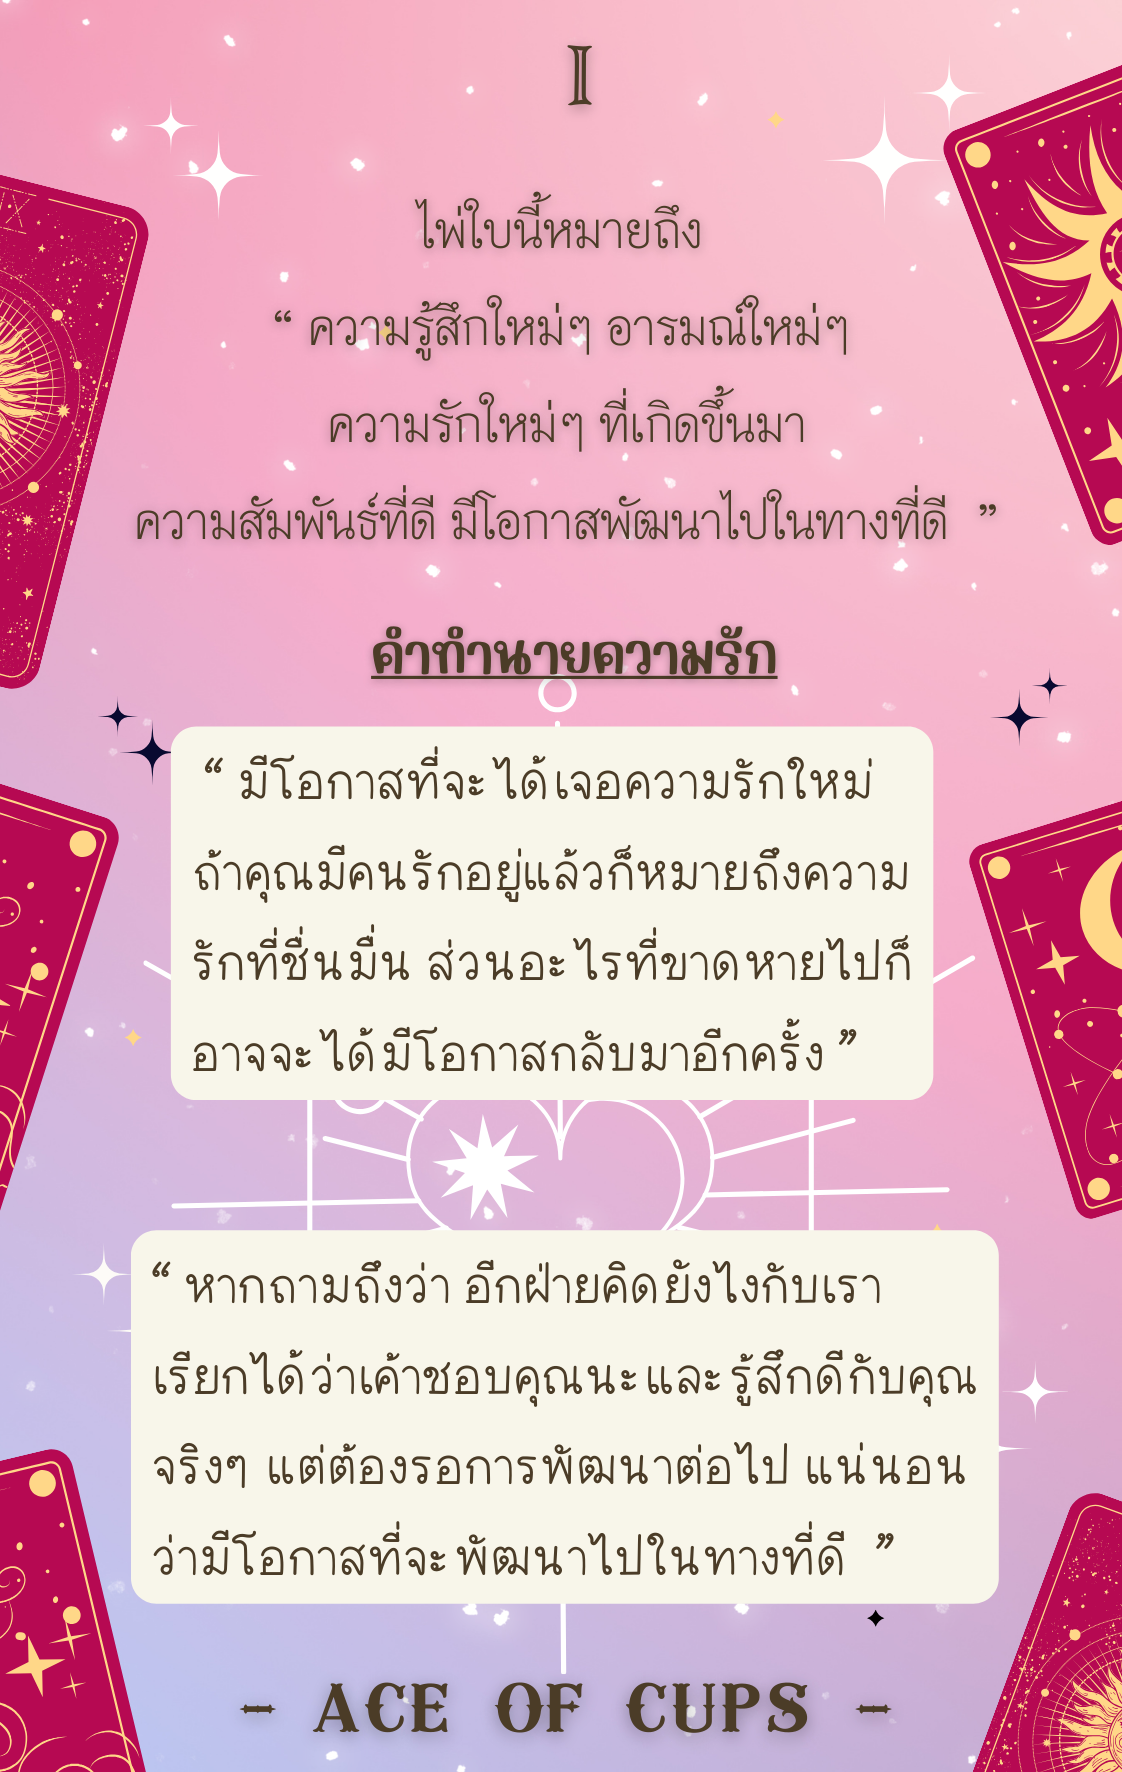 I
ไพ่ใบนี้หมายถึง
“ ความรู้สึกใหม่ๆ อารมณ์ใหม่ๆ
ความรักใหม่ๆ ที่เกิดขึ้นมา
ความสัมพันธ์ที่ดี มีโอกาสพัฒนาไปในทางที่ดี ”
คำทำนายความรัก
“ มีโอกาสที่จะได้เจอความรักใหม่
ถ้าคุณมีคนรักอยู่แล้วก็หมายถึงความ
รักที่ชื่นมื่น ส่วนอะไรที่ขาดหายไปก็
อาจจะได้มีโอกาสกลับมาอีกครั้ง ”
“ หากถามถึงว่า อีกฝ่ายคิดยังไงกับเรา
เรียกได้ว่าเค้าชอบคุณนะและรู้สึกดีกับคุณ
จริงๆ แต่ต้องรอการพัฒนาต่อไป แน่นอน
ว่ามีโอกาสที่จะพัฒนาไปในทางที่ดี ”
- ACE OF CUPS -